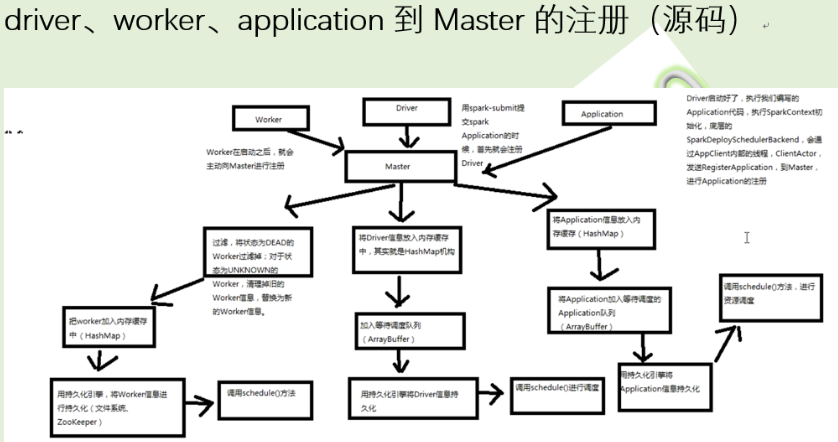 driver、worker、application 到 Master 的注册（源码）
Worker
Driver
Application
用spark-submit提
交spark
Application的时
候，首先就会注册
Driver
Driver启动好了，执行我们编写的
Application代码，执行SparkContext初
始化，底层的
SparkDeploySchedulerBackend，会通
过AppClient内部的线程，ClientActor，
发送RegisterApplication，到Master，
进行Application的注册
Worker在启动之后，就会
主动向Master进行注册
Master
过滤，将状态为DEAD的
Worker过滤掉；对于状
态为UNKNOWN的
Worker，清理掉旧的
Worker信息，替换为新
的Worker信息。
将Driver信息放入内存缓存
中，其实就是HashMap机构
将Application信息放入内
存缓存（HashMap）
把worker加入内存缓存
中（HashMap）
加入等待调度队列
（ArrayBuffer）
将Application加入等待调度的
Application队列
（ArrayBuffer）
调用schedule()方法，进行
资源调度
用持久化引擎，将Worker信息进
行持久化（文件系统、
ZooKeeper）
调用schedule()方法
用持久化引擎将Driver信息持
久化
调用schedule()进行调度
用持久化引擎将
Application信息持久化